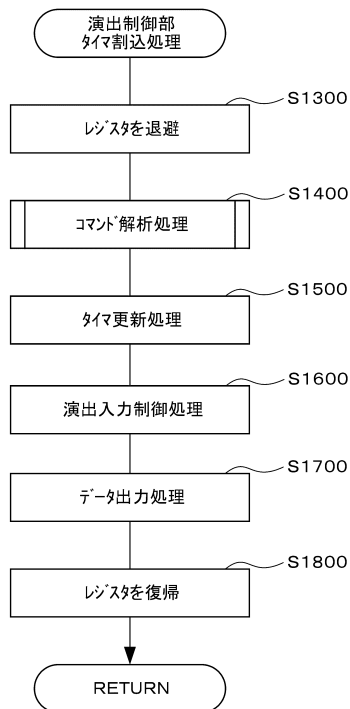 演出制御部
タイマ割込処理
S1300
ﾚｼﾞｽﾀを退避
S1400
ｺﾏﾝﾄﾞ解析処理
S1500
ﾀｲﾏ更新処理
S1600
演出入力制御処理
S1700
ﾃﾞｰﾀ出力処理
S1800
ﾚｼﾞｽﾀを復帰
RETURN